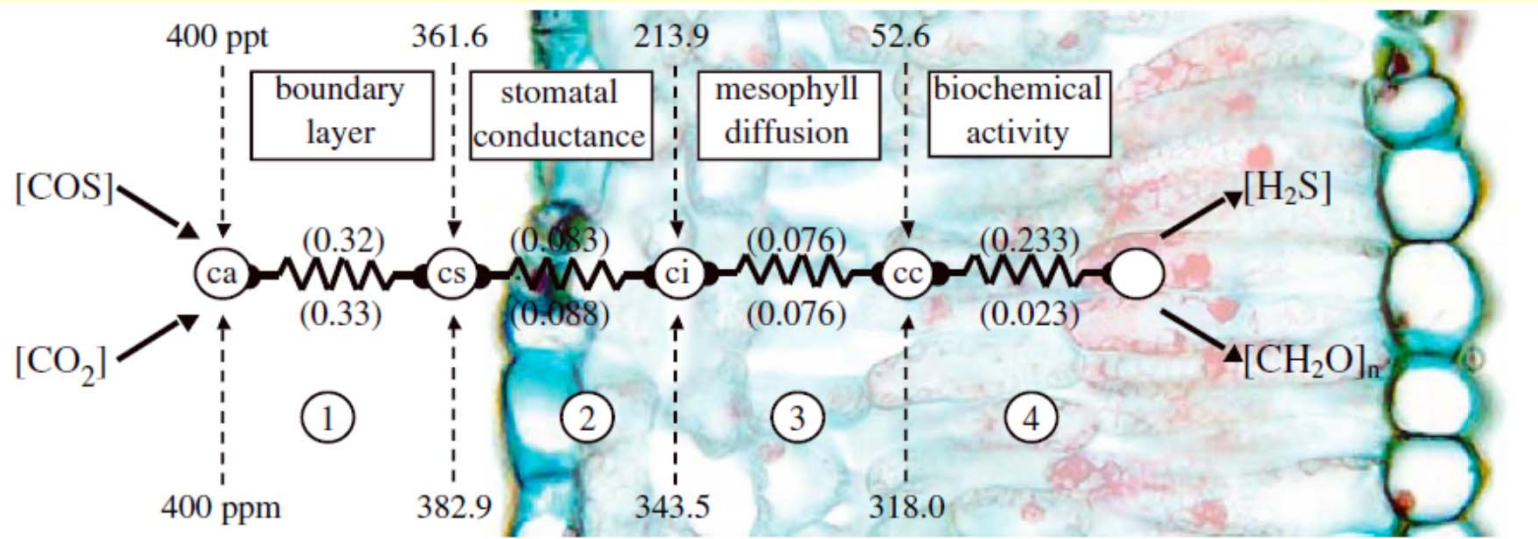 400 ppt 361.6 213.9 52.6
boundary
layer
stomatal
conductance
mesophyll
diffusion
biochemical
activity
[COS] [H₂S]
(0.32) (0.083) (0.076) (0.233)
ca cs ci cc
(0.33) (0.088) (0.076) (0.023)
[CO₂] [CH₂O]ₙ
1 2 3 4
400 ppm 382.9 343.5 318.0